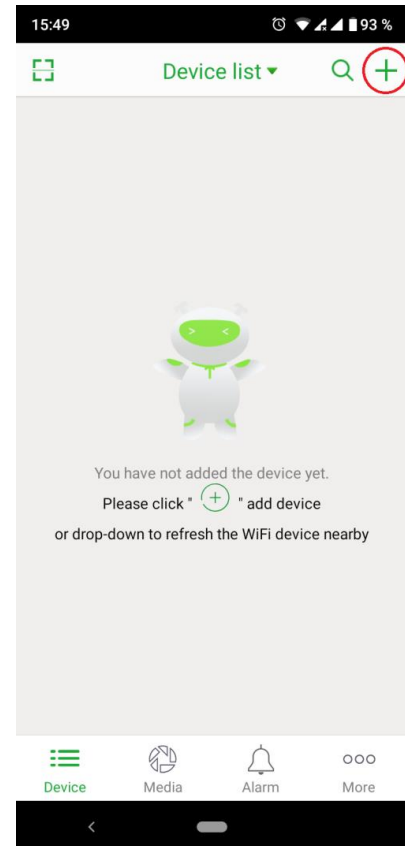 15:49 93 %
Device list
You have not added the device yet.
Please click " + " add device
or drop-down to refresh the WiFi device nearby
Device Media Alarm More